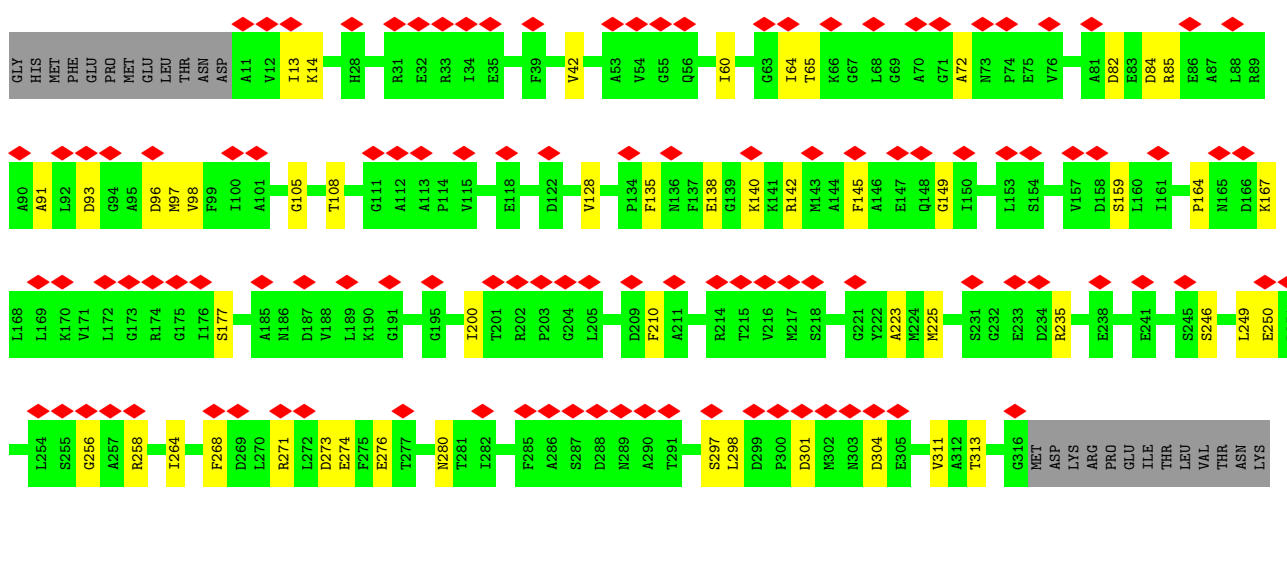 GLY HIS MET PHE GLU PRO MET GLU LEU THR ASN ASP A11 V12 I13 K14 H28 R31 E32 R33 I34 E35 F39 V42 A53 V54 G55 Q56 I60 G63 I64 T65 K66 G67 L68 G69 A70 G71 A72 N73 P74 E75 V76 A81 D82 E83 D84 R85 E86 A87 L88 R89
A90 A91 L92 D93 G94 A95 D96 M97 V98 F99 I100 A101 G105 T108 G111 A112 A113 P114 V115 E118 D122 V128 P134 F135 N136 F137 E138 G139 K140 K141 R142 M143 A144 F145 A146 E147 Q148 G149 I150 L153 S154 V157 D158 S159 L160 I161 P164 N165 D166 K167
L168 L169 K170 V171 L172 G173 R174 G175 I176 S177 A185 N186 D187 V188 L189 K190 G191 G195 I200 T201 R202 P203 G204 L205 D209 F210 A211 R214 T215 V216 M217 S218 G221 Y222 A223 M224 M225 S231 G232 E233 D234 R235 E238 E241 S245 S246 L249 E250
L254 S255 G256 A257 R258 I264 F268 D269 L270 R271 L272 D273 E274 F275 E276 T277 N280 T281 I282 F285 A286 S287 D288 N289 A290 T291 S297 L298 D299 P300 D301 M302 N303 D304 E305 V311 A312 T313 G316 MET ASP LYS ARG PRO GLU ILE THR LEU VAL THR ASN LYS